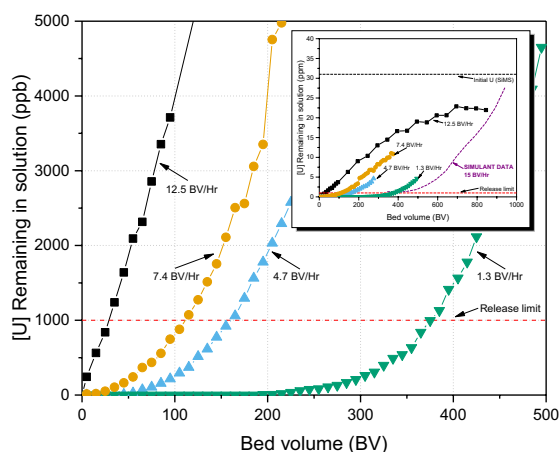 [U] Remaining in solution (ppb)
5000
4000
3000
2000
1000
0
0
100
200
300
400
500
Bed volume (BV)
12.5 BV/Hr
7.4 BV/Hr
4.7 BV/Hr
1.3 BV/Hr
Release limit
[U] Remaining in solution (ppm)
40
35
30
25
20
15
10
5
0
0
200
400
600
800
1000
Bed volume (BV)
Initial U (SiMS)
12.5 BV/Hr
7.4 BV/Hr
4.7 BV/Hr
1.3 BV/Hr
SIMULANT DATA
15 BV/Hr
Release limit